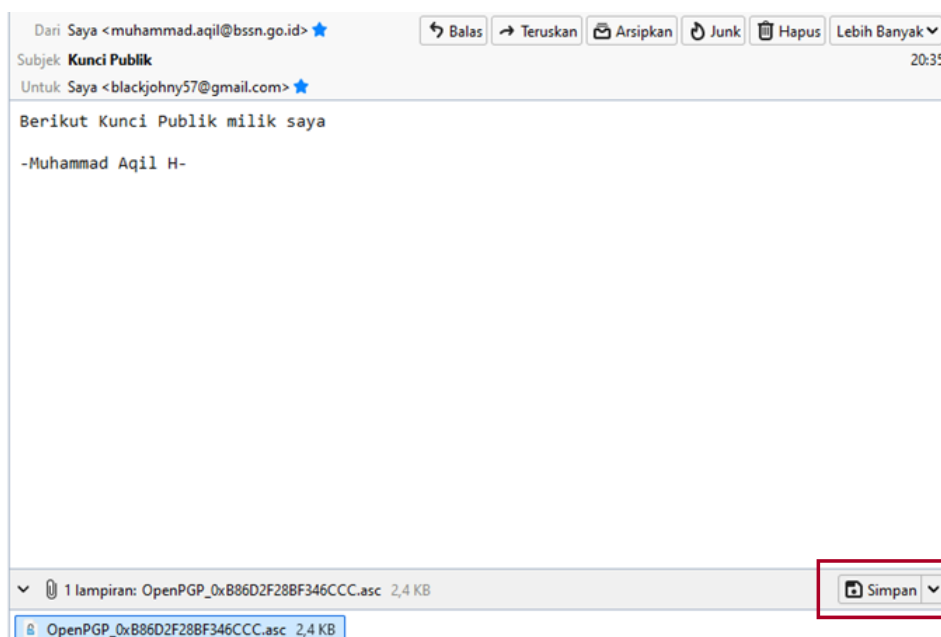 Dari Saya <muhammad.aqil@bssn.go.id> Balas Teruskan Arsipkan Junk Hapus Lebih Banyak
Subjek Kunci Publik 20:35
Untuk Saya <blackjohny57@gmail.com>
Berikut Kunci Publik milik saya
-Muhammad Aqil H-
1 lampiran: OpenPGP_0xB86D2F28BF346CCC.asc 2,4 KB Simpan
OpenPGP_0xB86D2F28BF346CCC.asc 2,4 KB